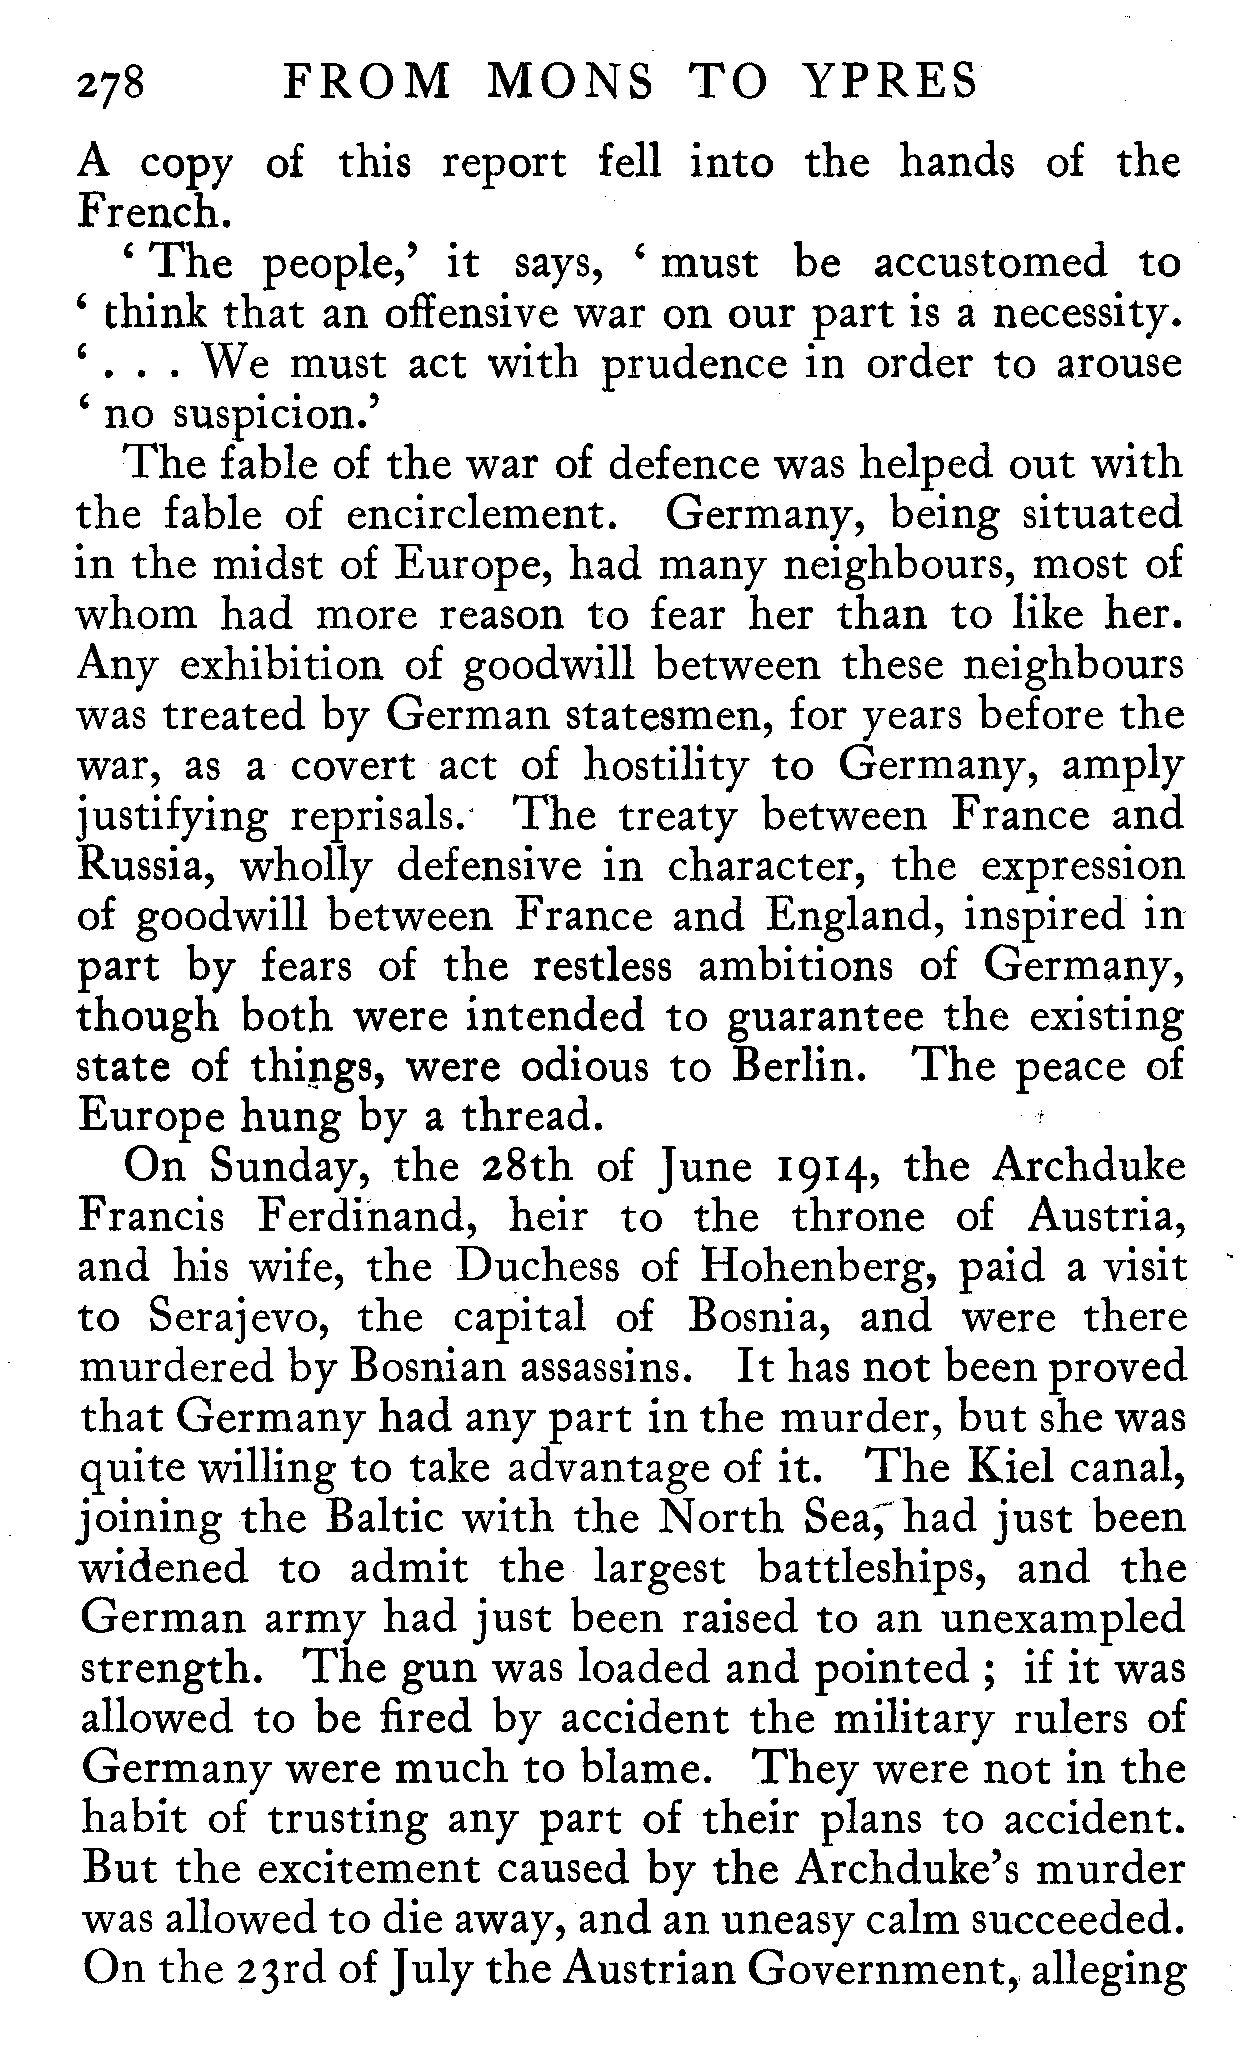 278 FROM MONS TO YPRES
A copy of this report fell into the hands of the
French.
‘ The people,’ it says, ‘ must be accustomed to
‘ think that an offensive war on our part is a necessity.
‘ . . . We must act with prudence in order to arouse
‘ no suspicion.’
The fable of the war of defence was helped out with
the fable of encirclement. Germany, being situated
in the midst of Europe, had many neighbours, most of
whom had more reason to fear her than to like her.
Any exhibition of goodwill between these neighbours
was treated by German statesmen, for years before the
war, as a covert act of hostility to Germany, amply
justifying reprisals. The treaty between France and
Russia, wholly defensive in character, the expression
of goodwill between France and England, inspired in
part by fears of the restless ambitions of Germany,
though both were intended to guarantee the existing
state of things, were odious to Berlin. The peace of
Europe hung by a thread.
On Sunday, the 28th of June 1914, the Archduke
Francis Ferdinand, heir to the throne of Austria,
and his wife, the Duchess of Hohenberg, paid a visit
to Serajevo, the capital of Bosnia, and were there
murdered by Bosnian assassins. It has not been proved
that Germany had any part in the murder, but she was
quite willing to take advantage of it. The Kiel canal,
joining the Baltic with the North Sea, had just been
widened to admit the largest battleships, and the
German army had just been raised to an unexampled
strength. The gun was loaded and pointed ; if it was
allowed to be fired by accident the military rulers of
Germany were much to blame. They were not in the
habit of trusting any part of their plans to accident.
But the excitement caused by the Archduke’s murder
was allowed to die away, and an uneasy calm succeeded.
On the 23rd of July the Austrian Government, alleging